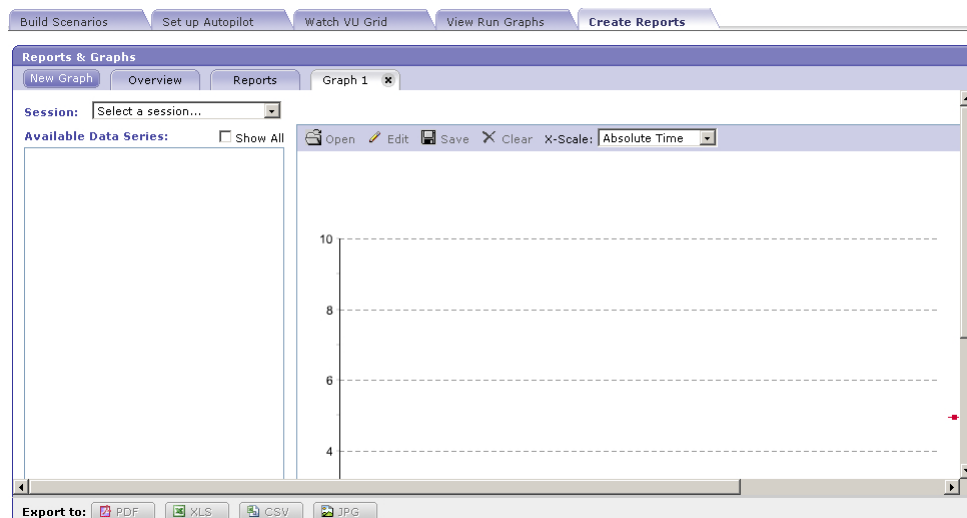 Build Scenarios Set up Autopilot Watch VU Grid View Run Graphs Create Reports
Reports & Graphs
New Graph Overview Reports Graph 1
Session: Select a session...
Available Data Series: Show All
Open Edit Save Clear X-Scale: Absolute Time
10
8
6
4
Export to: PDF XLS CSV JPG